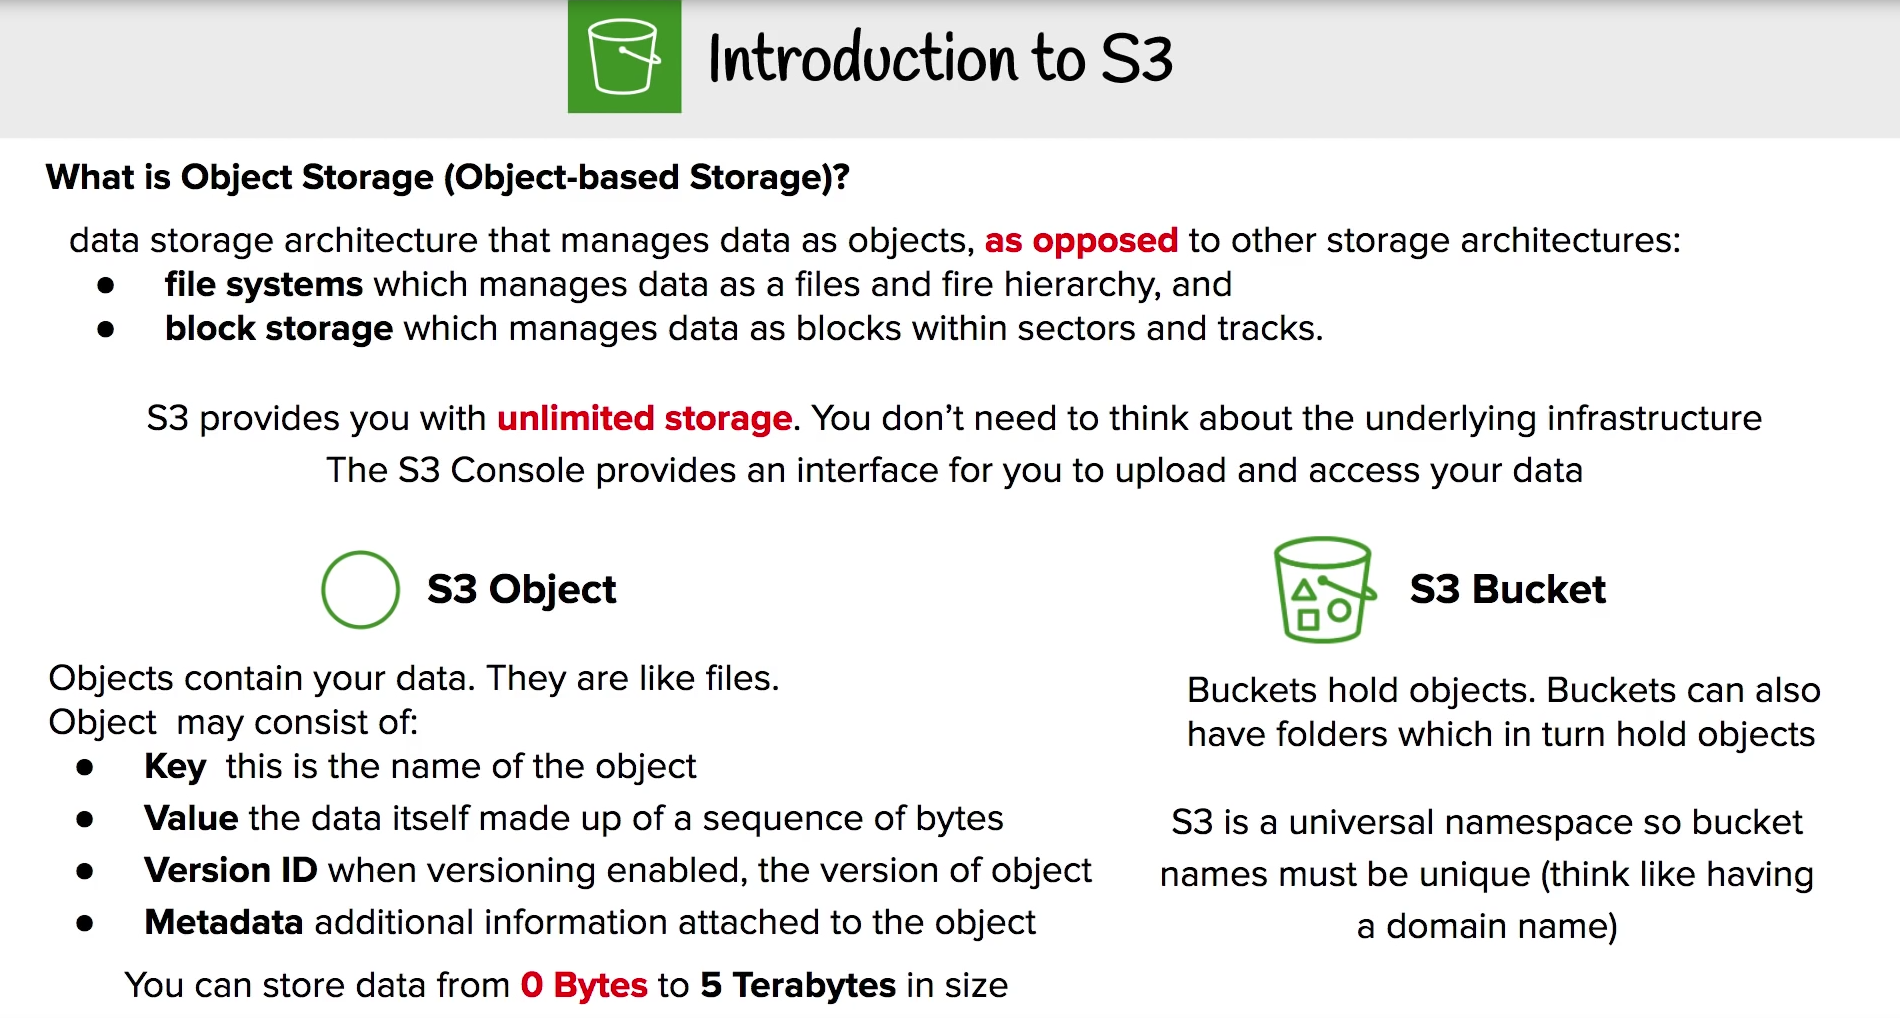 Introduction to S3
What is Object Storage (Object-based Storage)?
data storage architecture that manages data as objects, as opposed to other storage architectures:
● file systems which manages data as a files and fire hierarchy, and
● block storage which manages data as blocks within sectors and tracks.
S3 provides you with unlimited storage. You don't need to think about the underlying infrastructure
The S3 Console provides an interface for you to upload and access your data
S3 Object
Objects contain your data. They are like files.
Object  may consist of:
● Key  this is the name of the object
● Value the data itself made up of a sequence of bytes
● Version ID when versioning enabled, the version of object
● Metadata additional information attached to the object
You can store data from 0 Bytes to 5 Terabytes in size
S3 Bucket
Buckets hold objects. Buckets can also
have folders which in turn hold objects
S3 is a universal namespace so bucket
names must be unique (think like having
a domain name)